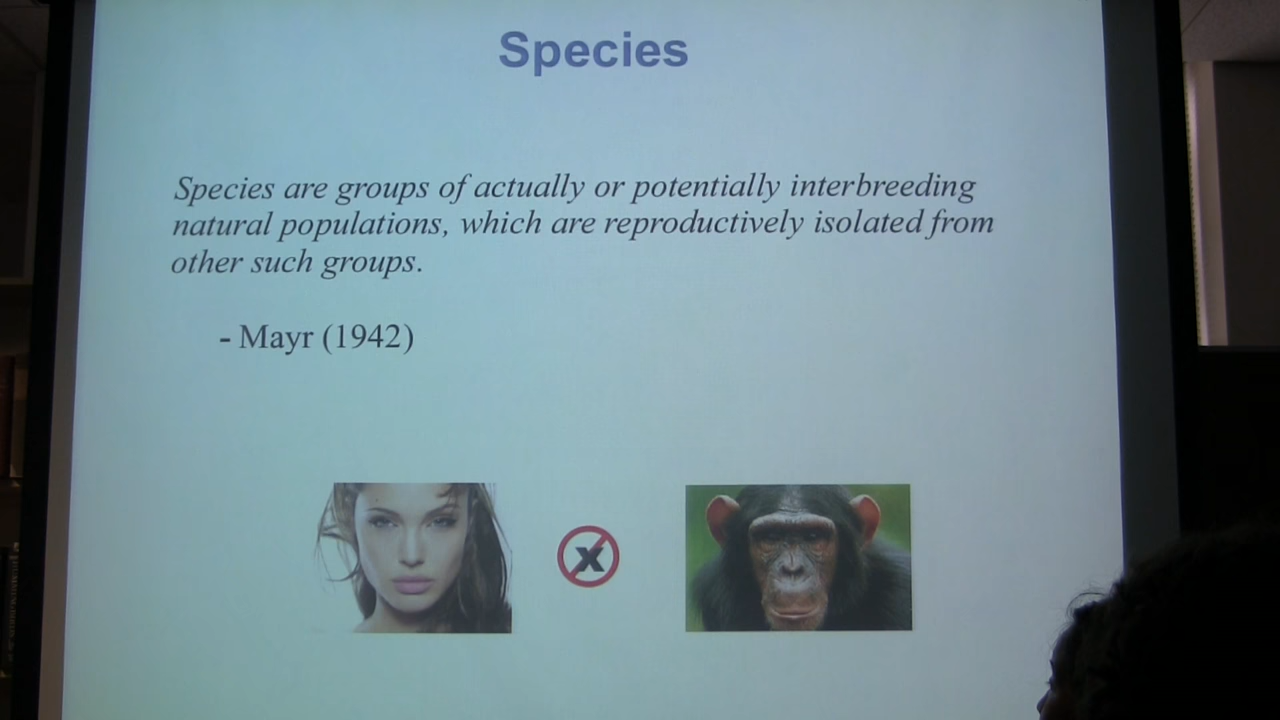 Species
Species are groups of actually or potentially interbreeding
natural populations, which are reproductively isolated from
other such groups.
- Mayr (1942)
x